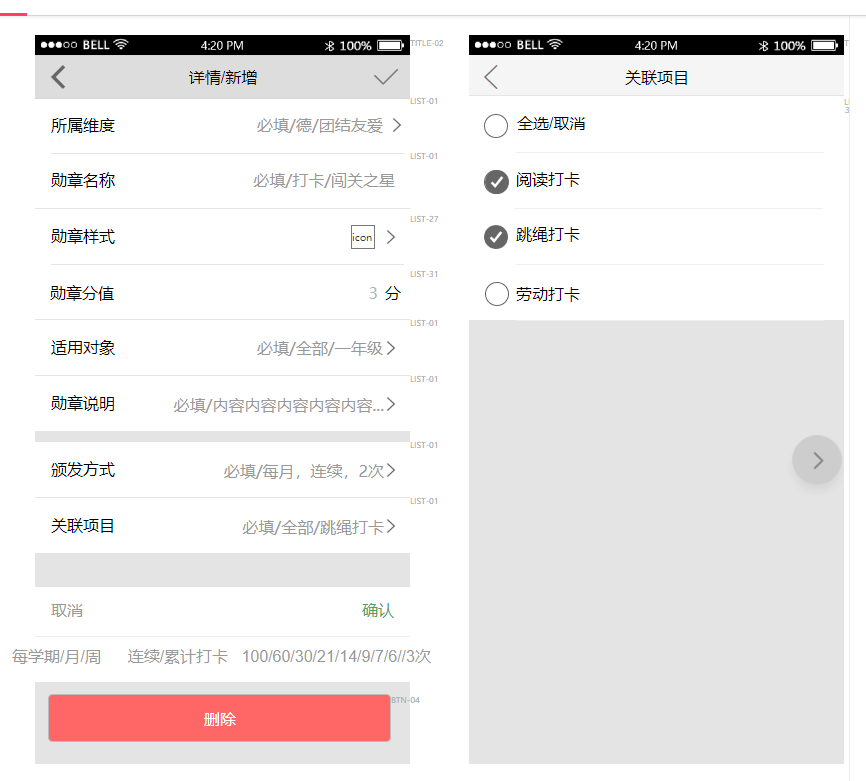 BELL 4:20 PM 100% TITLE-02
详情/新增
LIST-01
所属维度 必填/德/团结友爱
LIST-01
勋章名称 必填/打卡/闯关之星
LIST-27
勋章样式 icon
LIST-31
勋章分值 3 分
LIST-01
适用对象 必填/全部/一年级
LIST-01
勋章说明 必填/内容内容内容内容内容...
LIST-01
颁发方式 必填/每月，连续，2次
LIST-01
关联项目 必填/全部/跳绳打卡
取消 确认
每学期/月/周 连续/累计打卡 100/60/30/21/14/9/7/6//3次
BTN-04
删除
BELL 4:20 PM 100%
关联项目
全选/取消
阅读打卡
跳绳打卡
劳动打卡